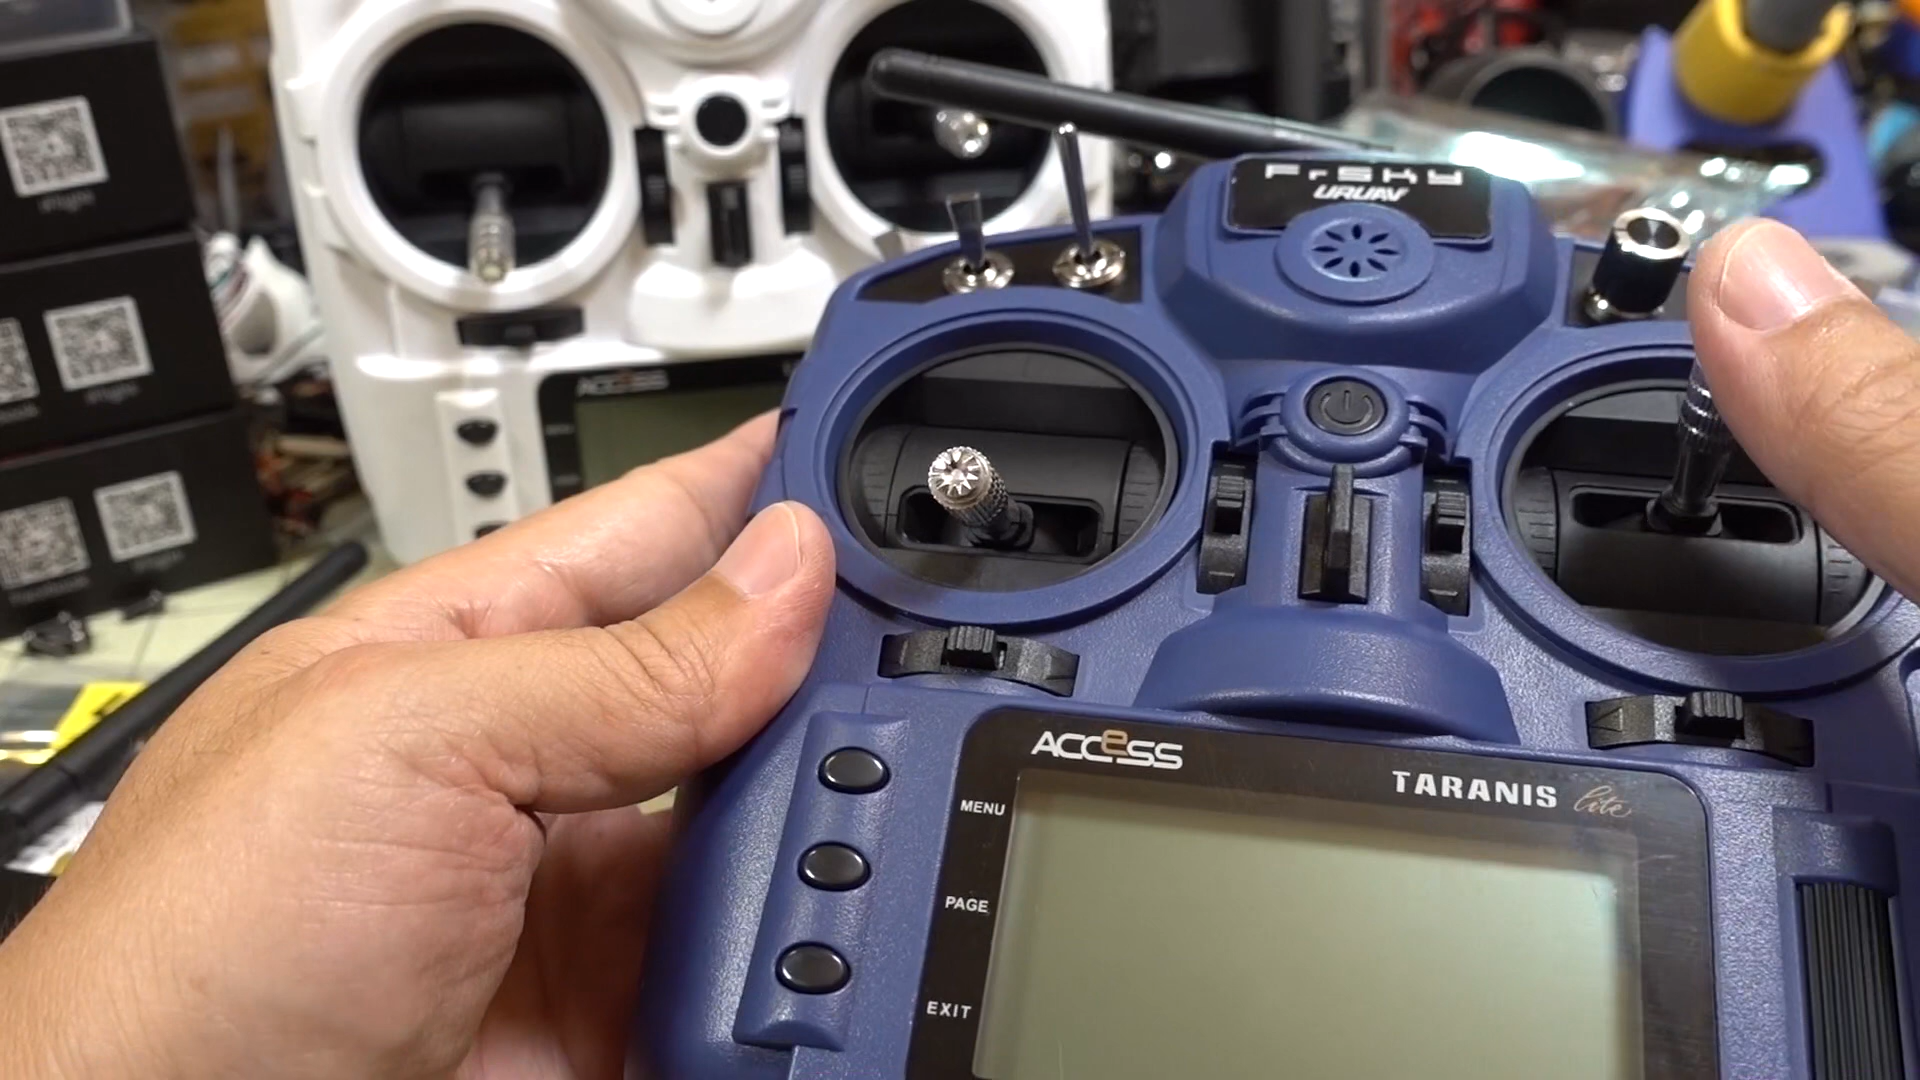 FrSKY
URUAV
ACCESS
ACCESS
TARANIS lite
MENU
PAGE
EXIT